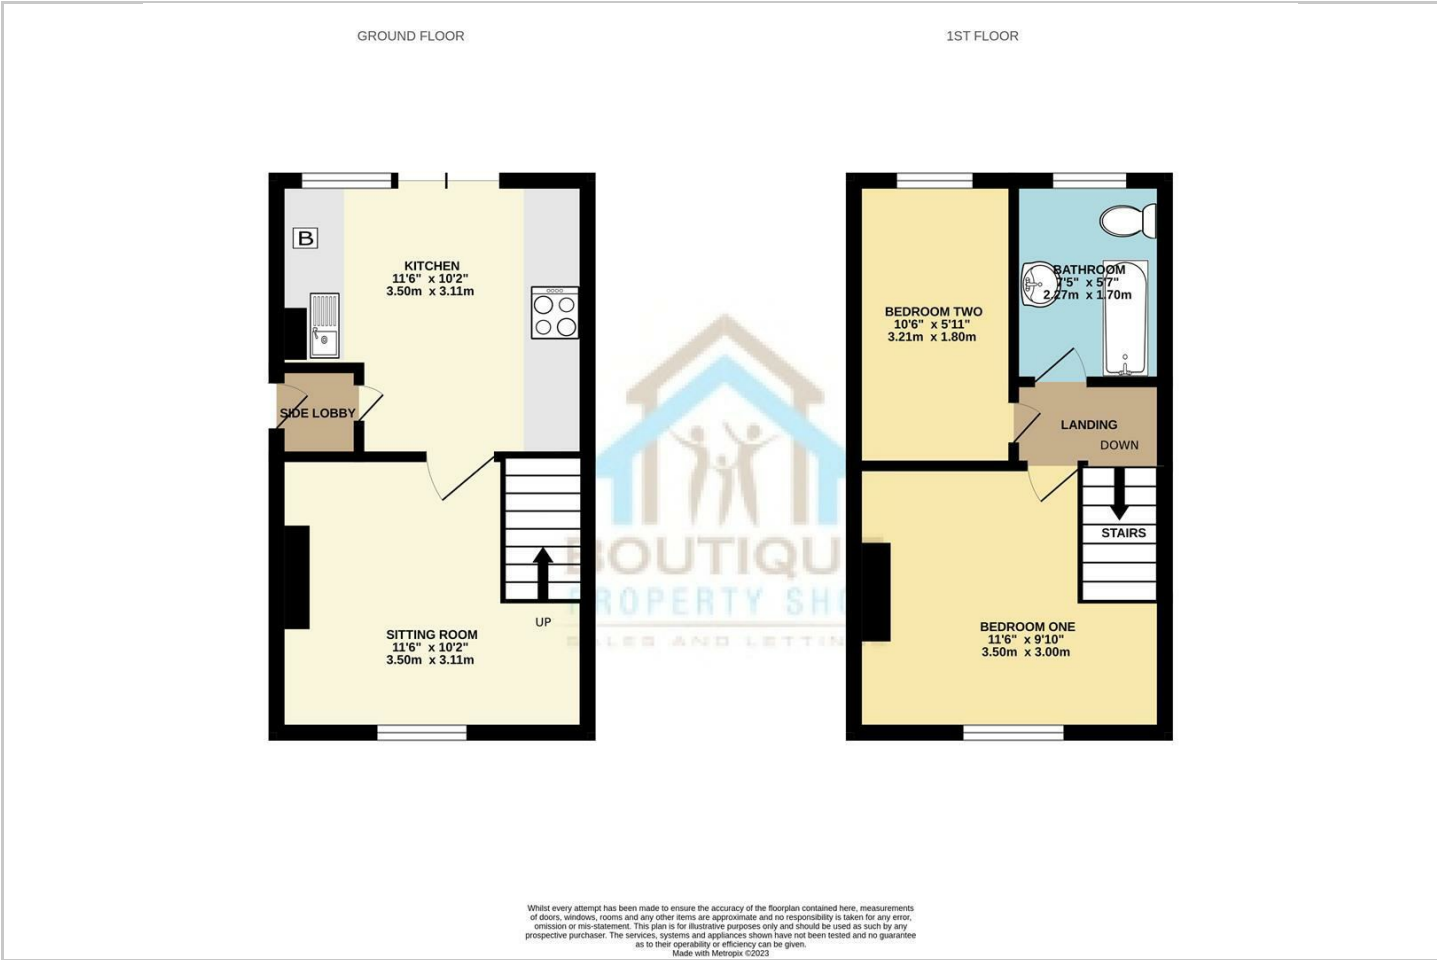 GROUND FLOOR
1ST FLOOR
B
KITCHEN
11'6" x 10'2"
3.50m x 3.11m
SIDE LOBBY
SITTING ROOM
11'6" x 10'2"
3.50m x 3.11m
UP
BEDROOM TWO
10'6" x 5'11"
3.21m x 1.80m
BATHROOM
7'5" x 5'7"
2.27m x 1.70m
LANDING
DOWN
STAIRS
BEDROOM ONE
11'6" x 9'10"
3.50m x 3.00m
BOUTIQUE
PROPERTY SHO
SALES AND LETTING
Whilst every attempt has been made to ensure the accuracy of the floorplan contained here, measurements
of doors, windows, rooms and any other items are approximate and no responsibility is taken for any error,
omission or mis-statement. This plan is for illustrative purposes only and should be used as such by any
prospective purchaser. The services, systems and appliances shown have not been tested and no guarantee
as to their operability or efficiency can be given.
Made with Metropix ©2023